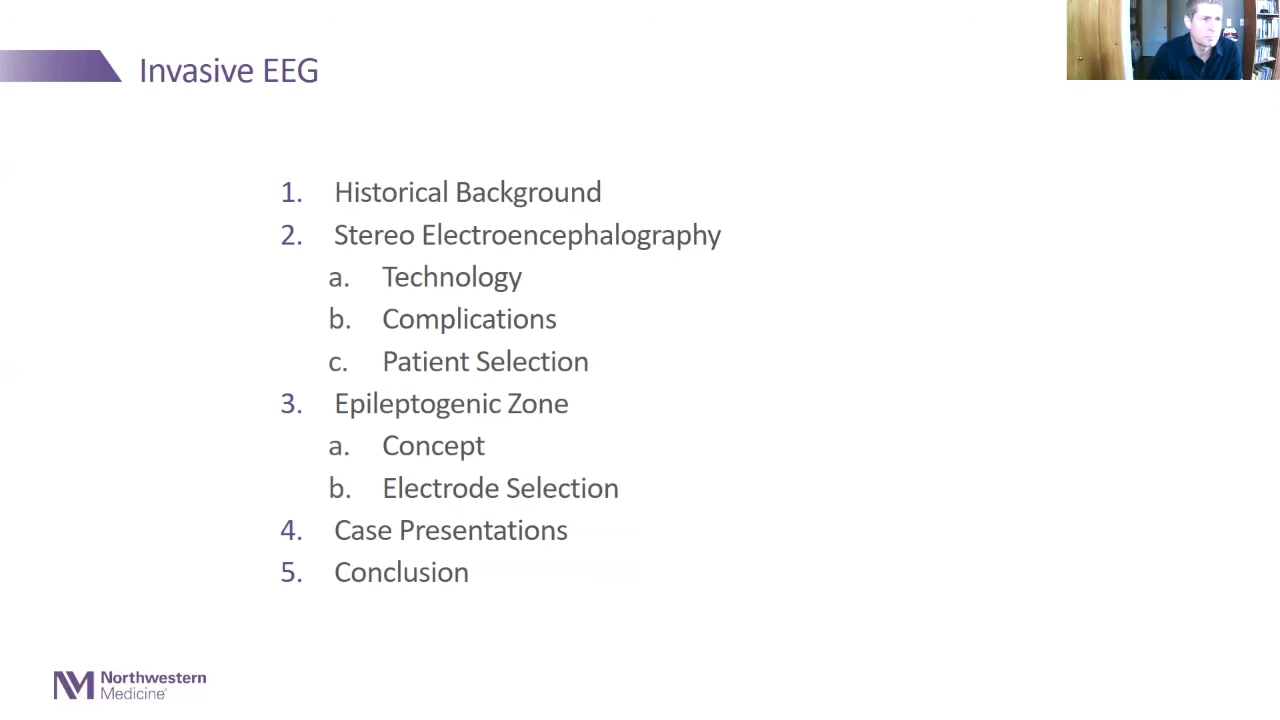 Invasive EEG
1. Historical Background
2. Stereo Electroencephalography
a. Technology
b. Complications
c. Patient Selection
3. Epileptogenic Zone
a. Concept
b. Electrode Selection
4. Case Presentations
5. Conclusion
Northwestern
Medicine®